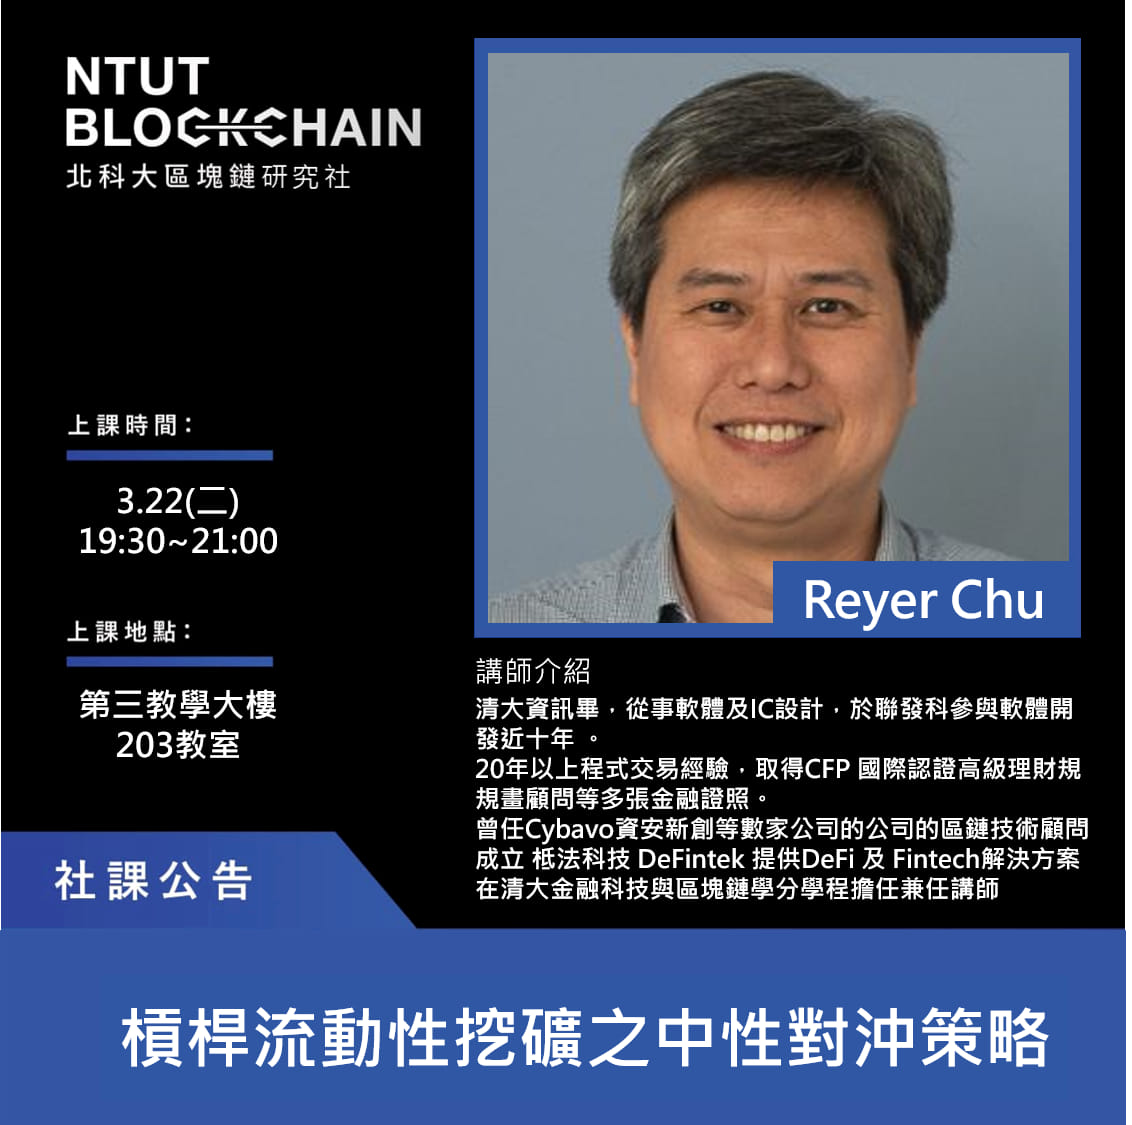 NTUT
BLOCKCHAIN
北科大區塊鏈研究社
上課時間:
3.22(二)
19:30~21:00
上課地點:
第三教學大樓
203教室
Reyer Chu
講師介紹
清大資訊畢，從事軟體及IC設計，於聯發科參與軟體開
發近十年 。
20年以上程式交易經驗，取得CFP 國際認證高級理財規
規畫顧問等多張金融證照。
曾任Cybavo資安新創等數家公司的公司的區鏈技術顧問
成立 柢法科技 DeFintek 提供DeFi 及 Fintech解決方案
在清大金融科技與區塊鏈學分學程擔任兼任講師
社課公告
槓桿流動性挖礦之中性對沖策略